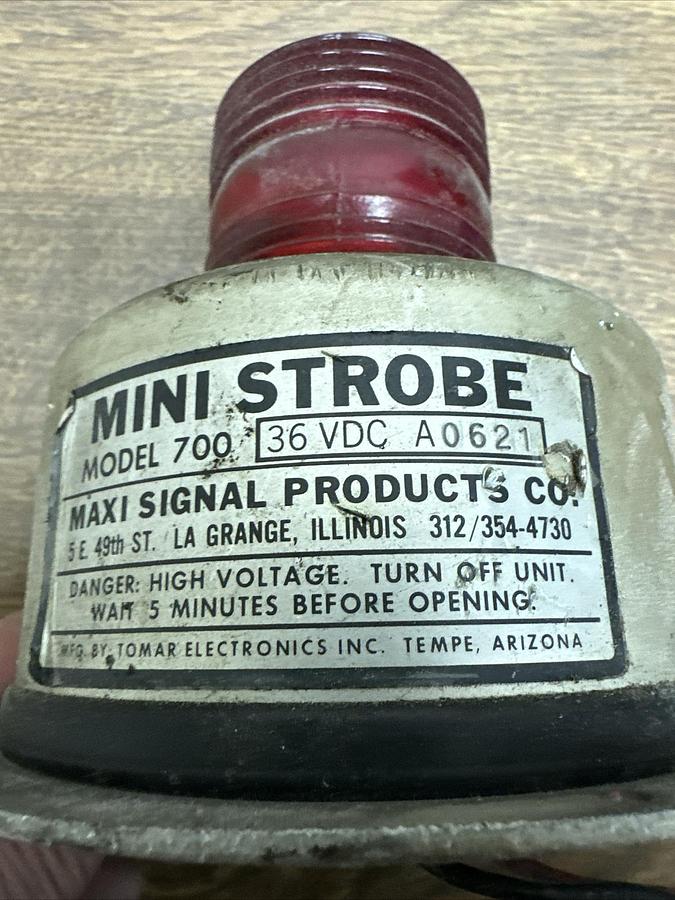 MINI STROBE
MODEL 700 36 VDC A0621
MAXI SIGNAL PRODUCTS CO.
5 E. 49th ST. LA GRANGE, ILLINOIS 312/354-4730
DANGER: HIGH VOLTAGE. TURN OFF UNIT.
WAIT 5 MINUTES BEFORE OPENING.
MFG. BY: TOMAR ELECTRONICS INC. TEMPE, ARIZONA